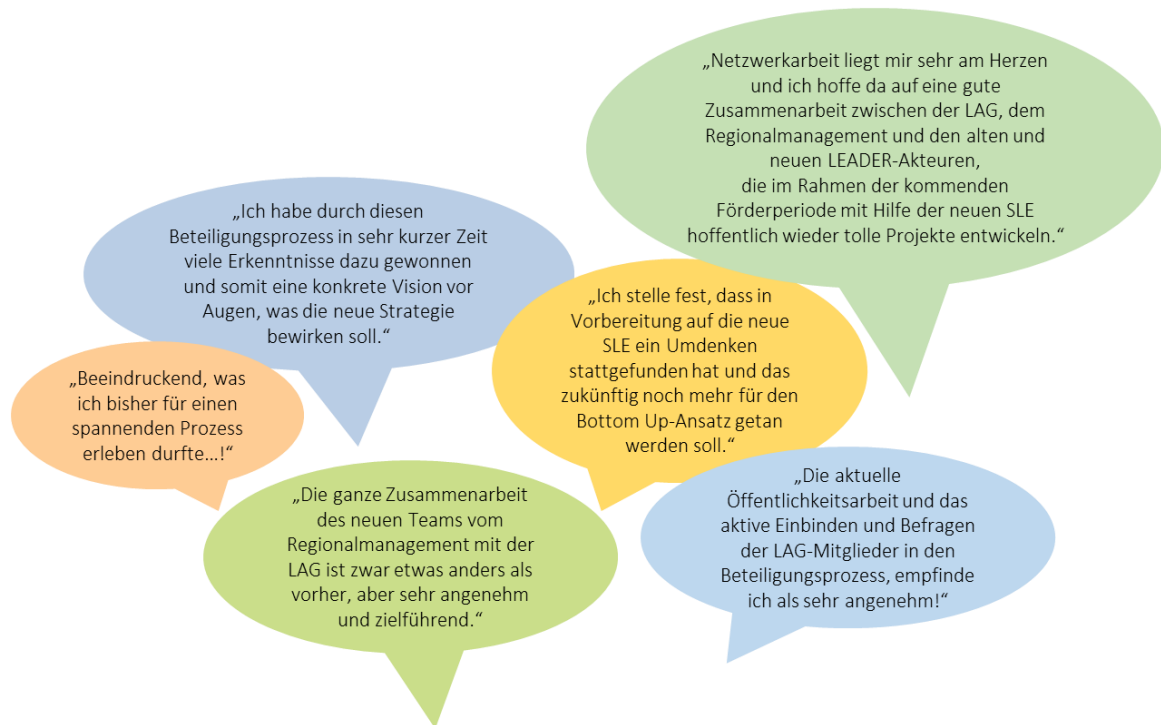 „Netzwerkarbeit liegt mir sehr am Herzen
und ich hoffe da auf eine gute
Zusammenarbeit zwischen der LAG, dem
Regionalmanagement und den alten und
neuen LEADER-Akteuren,
die im Rahmen der kommenden
Förderperiode mit Hilfe der neuen SLE
hoffentlich wieder tolle Projekte entwickeln.“
„Ich habe durch diesen
Beteiligungsprozess in sehr kurzer Zeit
viele Erkenntnisse dazu gewonnen
und somit eine konkrete Vision vor
Augen, was die neue Strategie
bewirken soll.“
„Ich stelle fest, dass in
Vorbereitung auf die neue
SLE ein Umdenken
stattgefunden hat und das
zukünftig noch mehr für den
Bottom Up-Ansatz getan
werden soll.“
„Beeindruckend, was
ich bisher für einen
spannenden Prozess
erleben durfte…!“
„Die ganze Zusammenarbeit
des neuen Teams vom
Regionalmanagement mit der
LAG ist zwar etwas anders als
vorher, aber sehr angenehm
und zielführend.“
„Die aktuelle
Öffentlichkeitsarbeit und das
aktive Einbinden und Befragen
der LAG-Mitglieder in den
Beteiligungsprozess, empfinde
ich als sehr angenehm!“